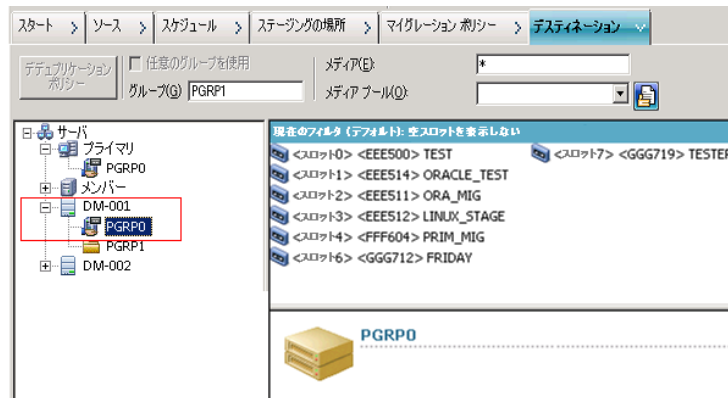 スタート > ソース > スケジュール > ステージングの場所 > マイグレーション ポリシー > デスティネーション
デデュプリケーション ポリシー
任意のグループを使用
グループ(G) PGRP1
メディア(E): *
メディア プール(O):
サーバ
プライマリ
PGRP0
メンバー
DM-001
PGRP0
PGRP1
DM-002
現在のフィルタ (デフォルト): 空スロットを表示しない
<スロット0> <EEE500> TEST
<スロット1> <EEE514> ORACLE_TEST
<スロット2> <EEE511> ORA_MIG
<スロット3> <EEE512> LINUX_STAGE
<スロット4> <FFF604> PRIM_MIG
<スロット6> <GGG712> FRIDAY
<スロット7> <GGG719> TESTER
PGRP0